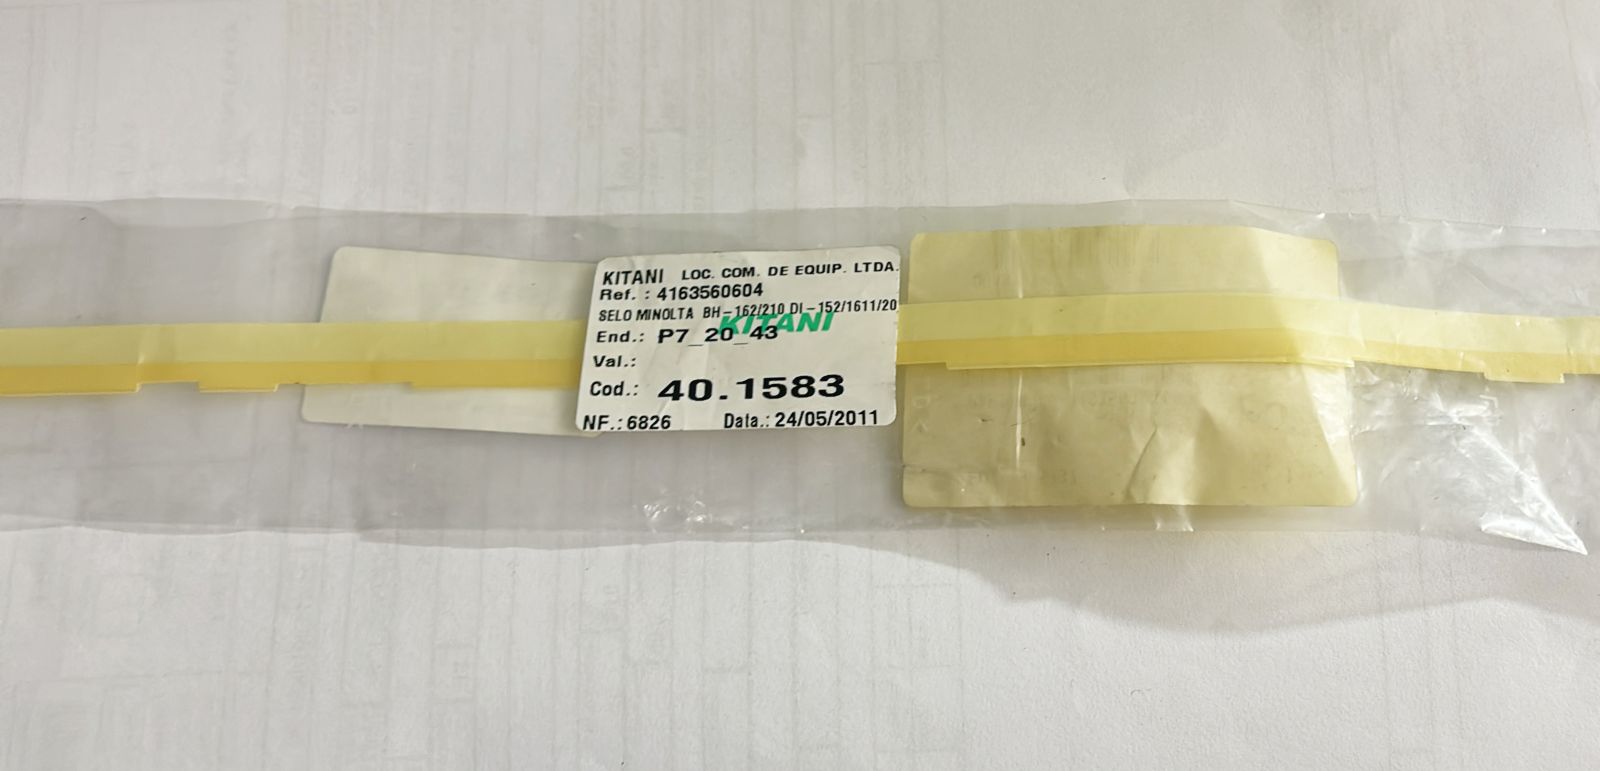 KITANI LOC. COM. DE EQUIP. LTDA.
Ref. : 4163560604
SELO MINOLTA BH-162/210 DI-152/1611/20
KITANI
End.: P7_20_43
Val.:
Cod.: 40.1583
NF.: 6826 Data.: 24/05/2011